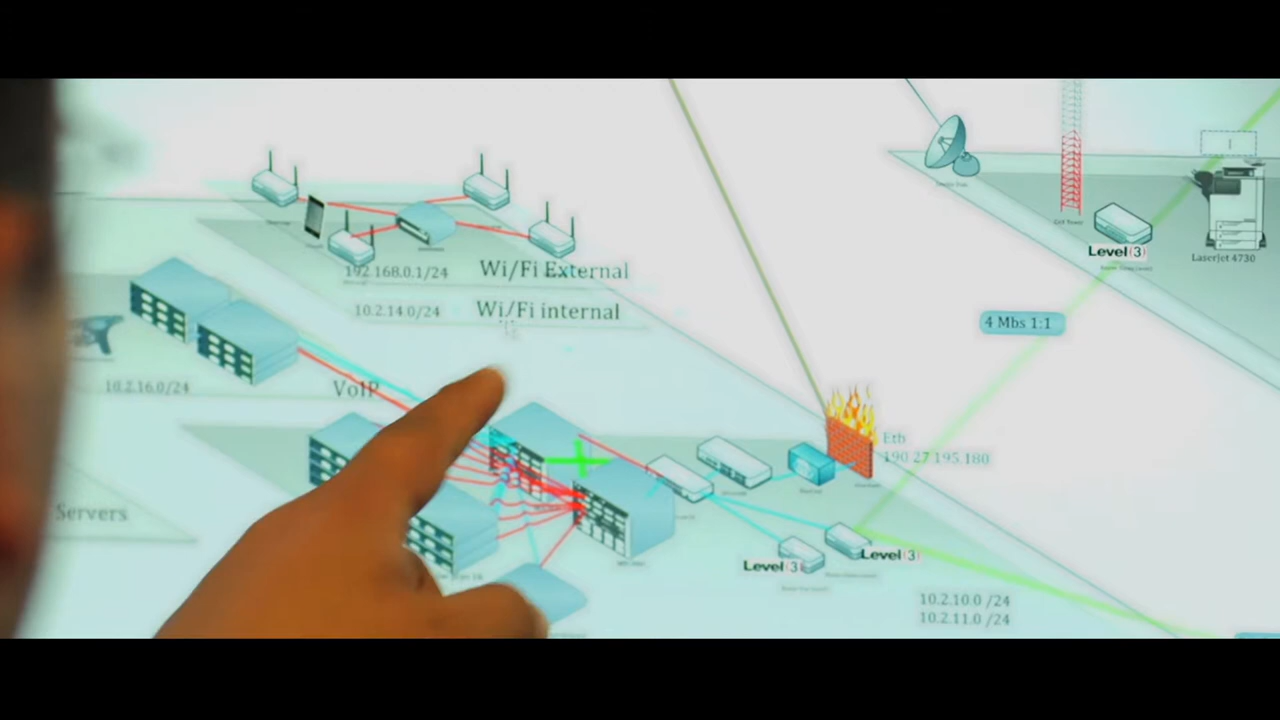 192.168.0.1/24
Wi/Fi External
10.2.14.0/24
Wi/Fi internal
10.2.16.0/24
VoIP
Servers
Level(3)
LaserJet 4730
4 Mbs 1:1
Eth
190.27.195.180
Level(3)
Level(3)
10.2.10.0 /24
10.2.11.0 /24